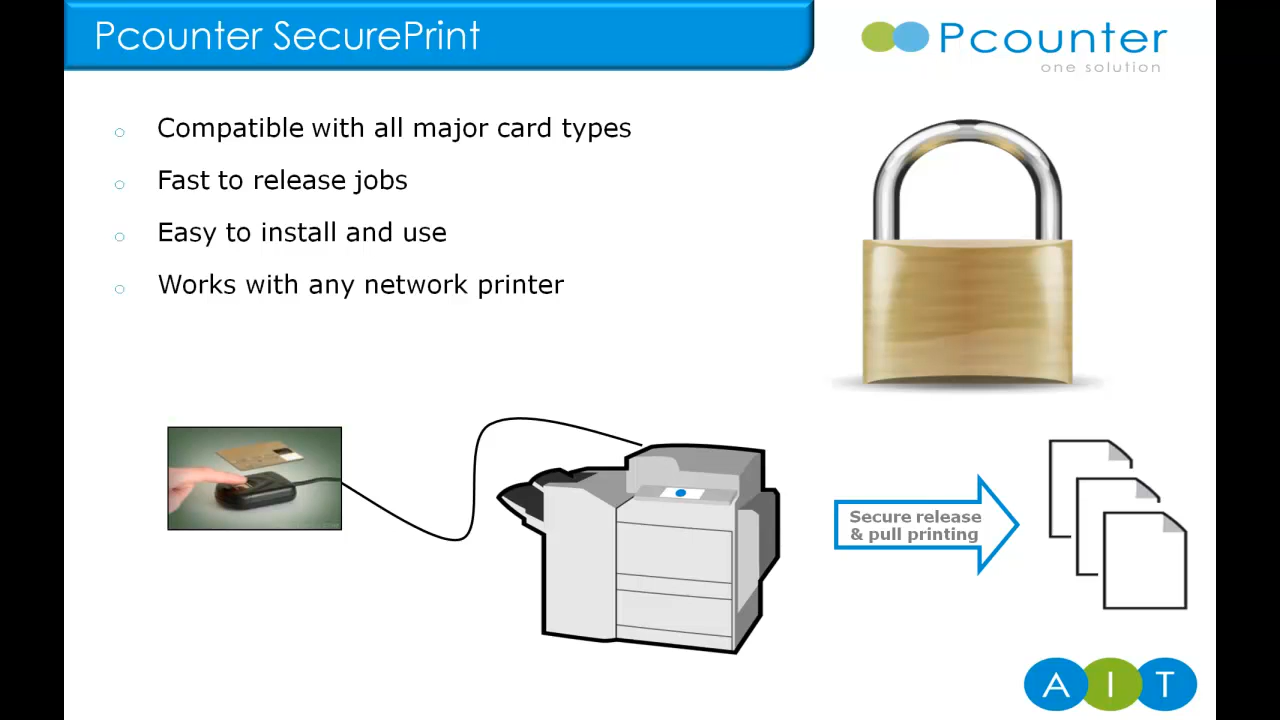 Pcounter SecurePrint
Pcounter
one solution
Compatible with all major card types
Fast to release jobs
Easy to install and use
Works with any network printer
Secure release
& pull printing
A I T